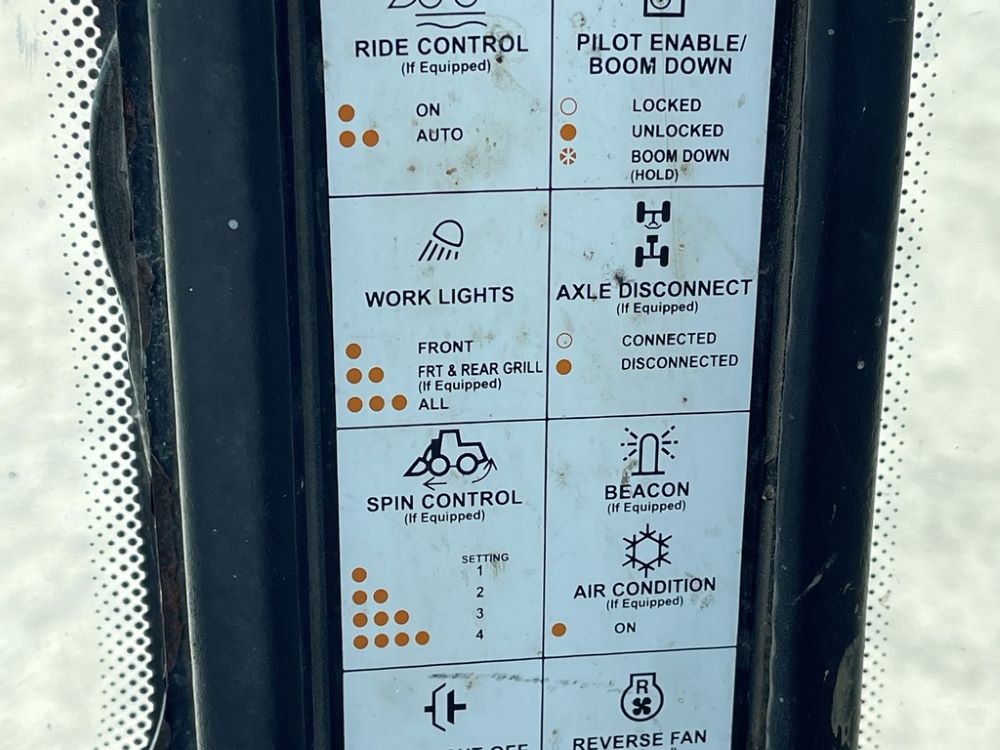 RIDE CONTROL
(If Equipped)
ON
AUTO
PILOT ENABLE/
BOOM DOWN
LOCKED
UNLOCKED
BOOM DOWN
(HOLD)
WORK LIGHTS
FRONT
FRT & REAR GRILL
(If Equipped)
ALL
AXLE DISCONNECT
(If Equipped)
CONNECTED
DISCONNECTED
SPIN CONTROL
(If Equipped)
SETTING
1
2
3
4
BEACON
(If Equipped)
AIR CONDITION
(If Equipped)
ON
OFF
R
REVERSE FAN